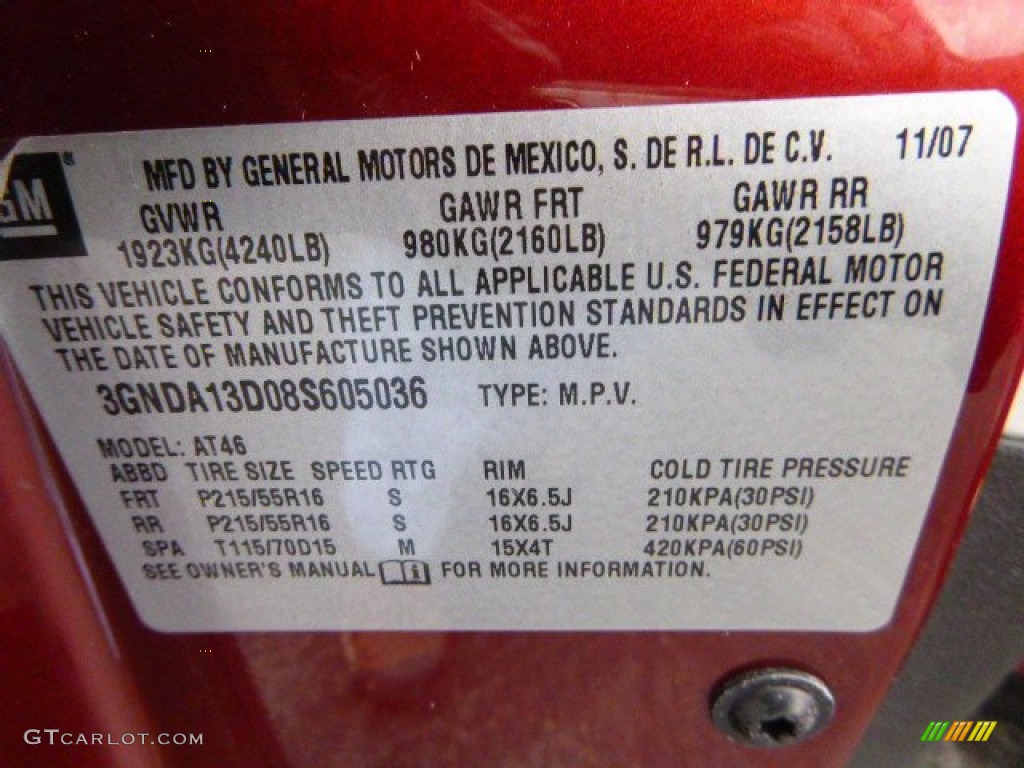 MFD BY GENERAL MOTORS DE MEXICO, S. DE R.L. DE C.V. 11/07
GM ®
GVWR GAWR FRT GAWR RR
1923KG(4240LB) 980KG(2160LB) 979KG(2158LB)
THIS VEHICLE CONFORMS TO ALL APPLICABLE U.S. FEDERAL MOTOR
VEHICLE SAFETY AND THEFT PREVENTION STANDARDS IN EFFECT ON
THE DATE OF MANUFACTURE SHOWN ABOVE.
3GNDA13D08S605036 TYPE: M.P.V.
MODEL: AT46
ABBD TIRE SIZE SPEED RTG RIM COLD TIRE PRESSURE
FRT P215/55R16 S 16X6.5J 210KPA(30PSI)
RR P215/55R16 S 16X6.5J 210KPA(30PSI)
SPA T115/70D15 M 15X4T 420KPA(60PSI)
SEE OWNER'S MANUAL FOR MORE INFORMATION.
GTCARLOT.COM